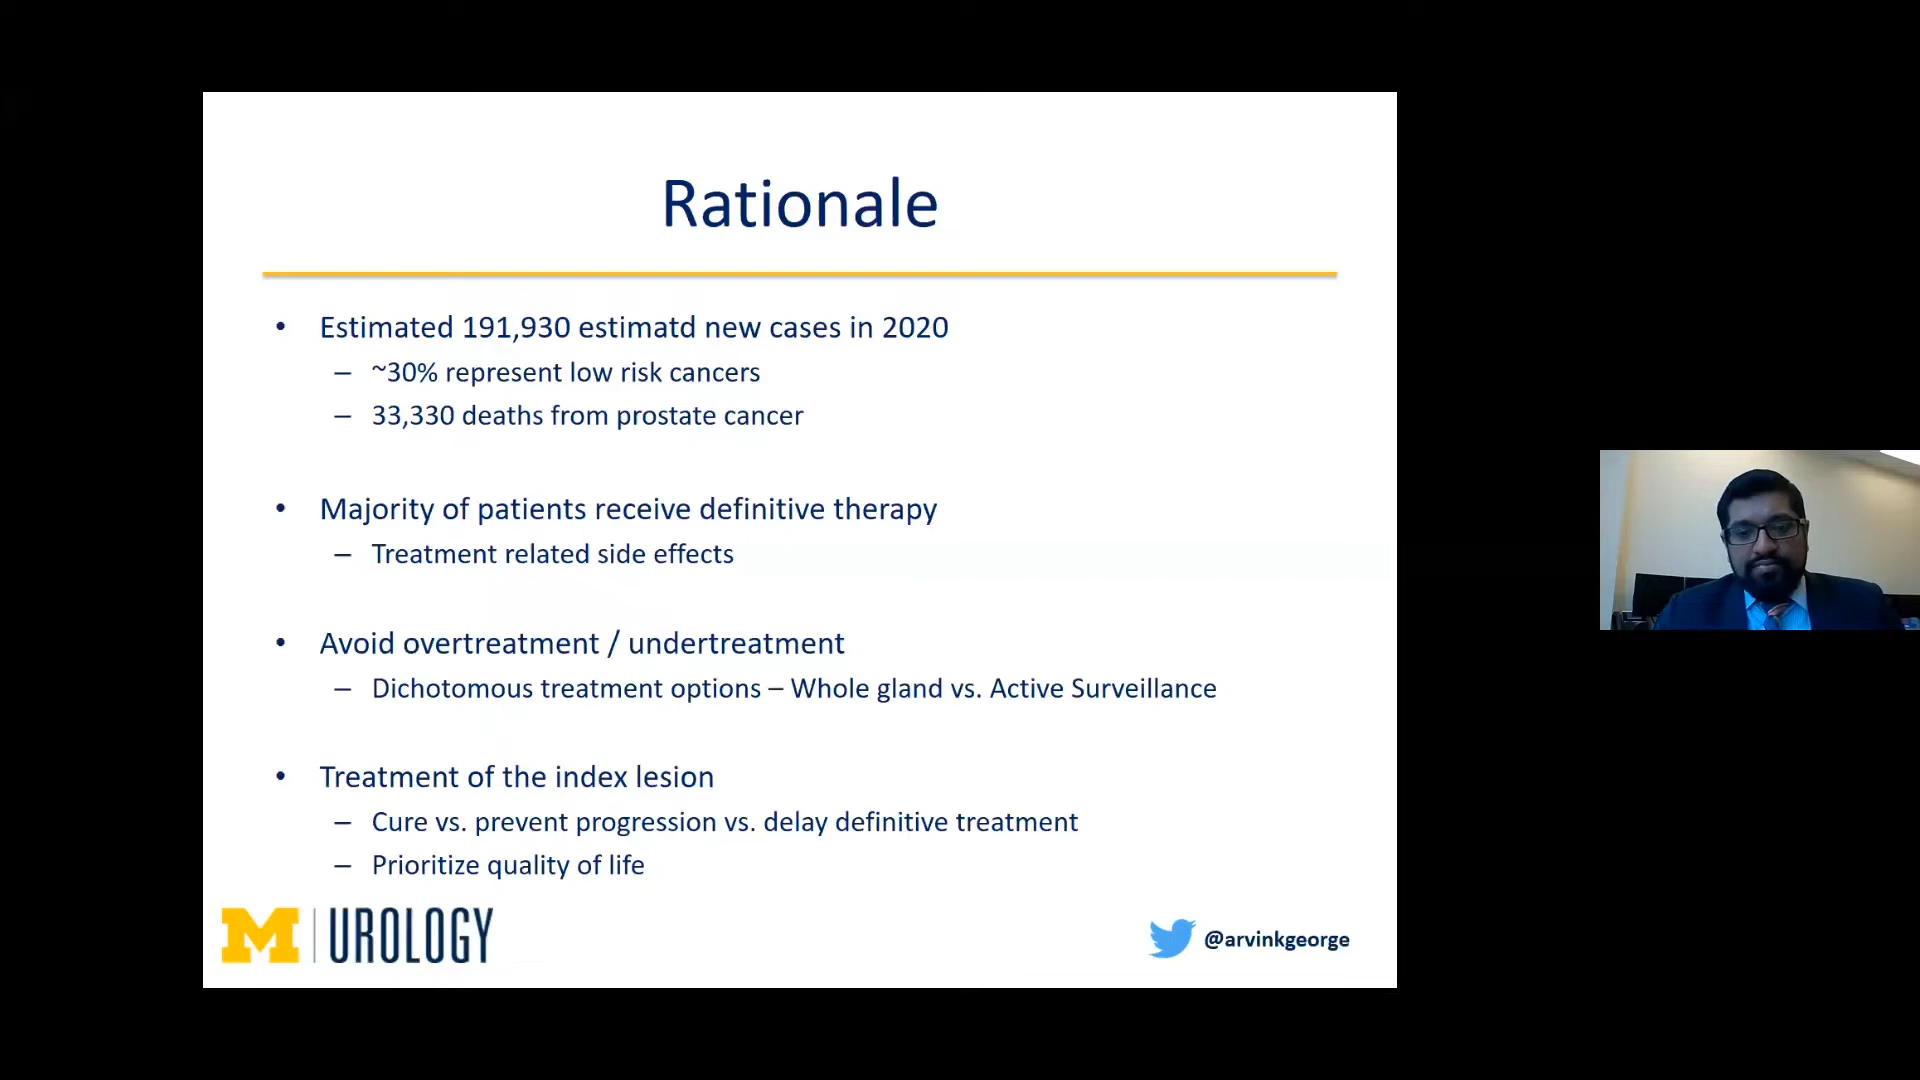 Rationale
• Estimated 191,930 estimatd new cases in 2020
– ~30% represent low risk cancers
– 33,330 deaths from prostate cancer
• Majority of patients receive definitive therapy
– Treatment related side effects
• Avoid overtreatment / undertreatment
– Dichotomous treatment options – Whole gland vs. Active Surveillance
• Treatment of the index lesion
– Cure vs. prevent progression vs. delay definitive treatment
– Prioritize quality of life
M | UROLOGY
@arvinkgeorge